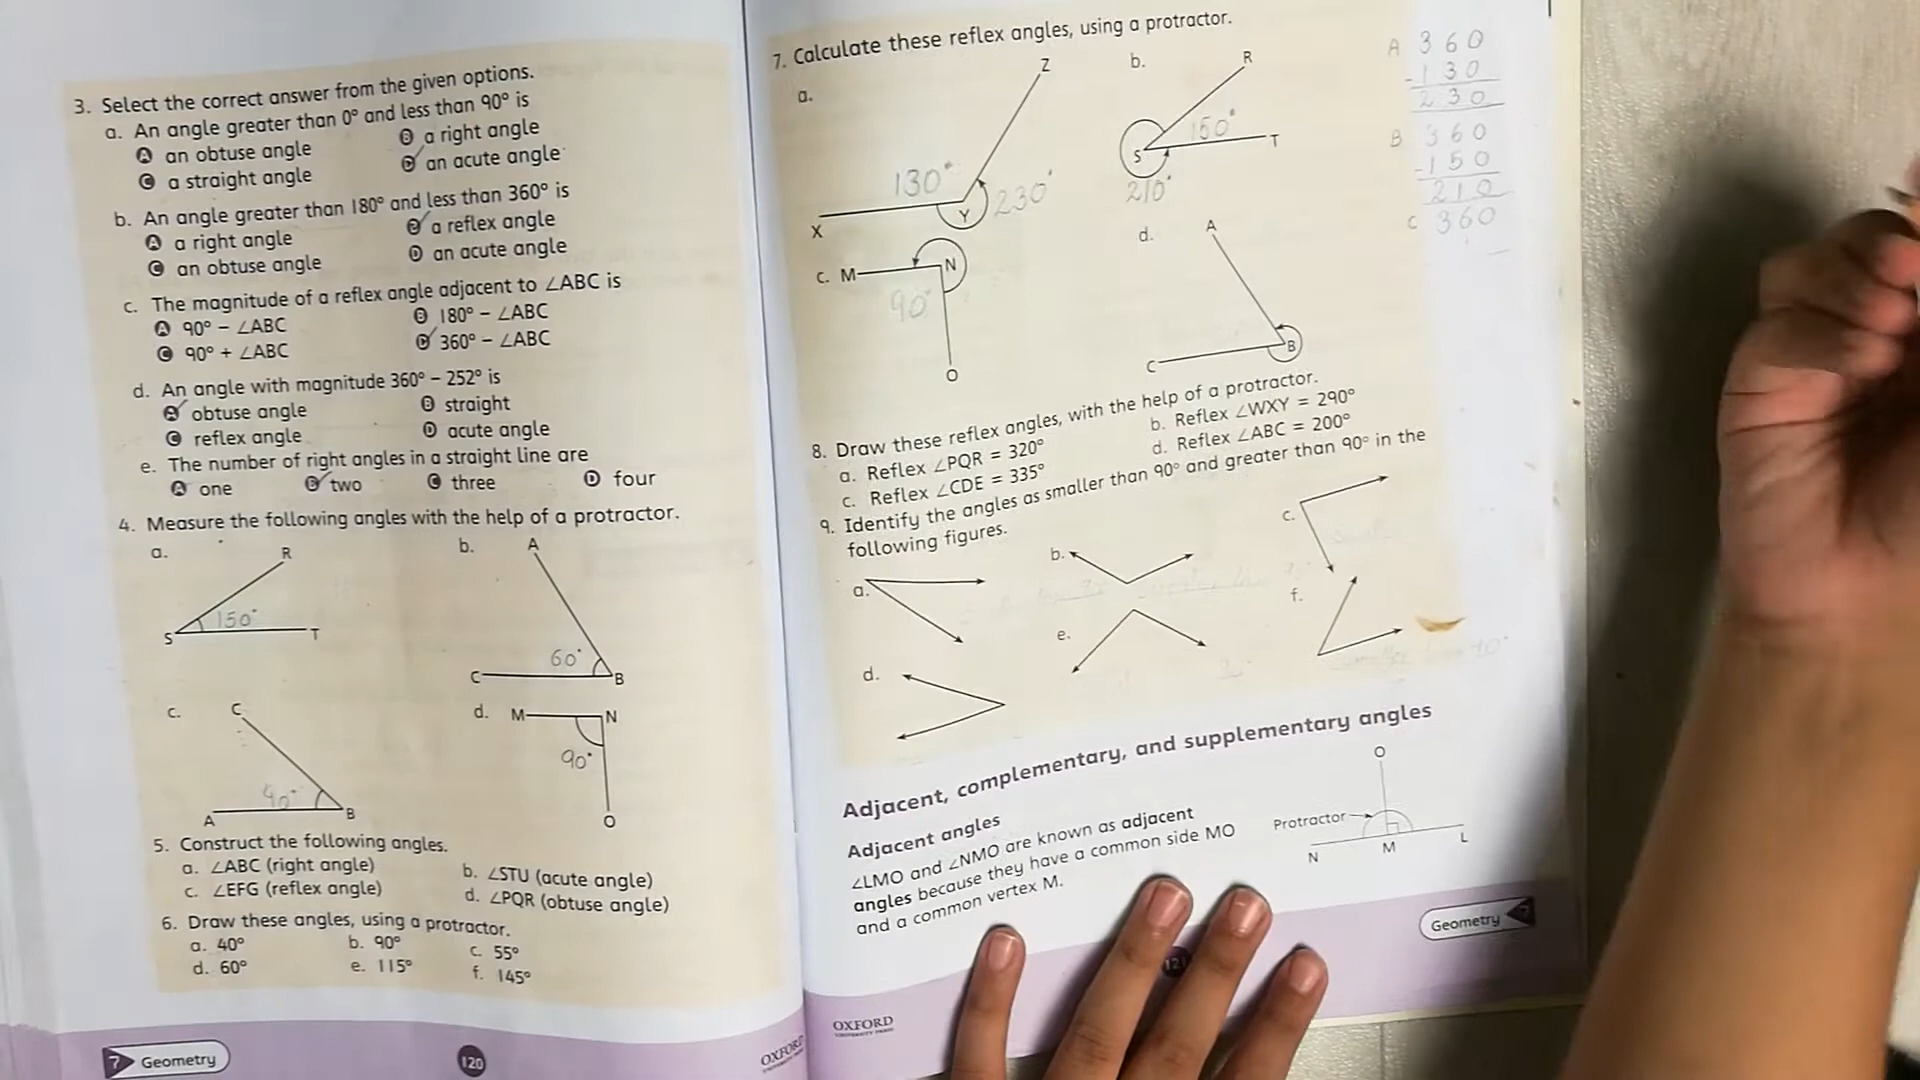 3. Select the correct answer from the given options.
a. An angle greater than 0° and less than 90° is
A an obtuse angle
B a right angle
C a straight angle
D an acute angle
b. An angle greater than 180° and less than 360° is
A a right angle
B a reflex angle
C an obtuse angle
D an acute angle
c. The magnitude of a reflex angle adjacent to ∠ABC is
A 90° – ∠ABC
B 180° – ∠ABC
C 90° + ∠ABC
D 360° – ∠ABC
d. An angle with magnitude 360° – 252° is
A obtuse angle
B straight
C reflex angle
D acute angle
e. The number of right angles in a straight line are
A one
B two
C three
D four
4. Measure the following angles with the help of a protractor.
a.
R
S
150°
T
b.
A
60°
C
B
c.
C
40°
A
B
d.
M
N
90°
O
5. Construct the following angles.
a. ∠ABC (right angle)
b. ∠STU (acute angle)
c. ∠EFG (reflex angle)
d. ∠PQR (obtuse angle)
6. Draw these angles, using a protractor.
a. 40°
b. 90°
c. 55°
d. 60°
e. 115°
f. 145°
7 Geometry
120
OXFORD
7. Calculate these reflex angles, using a protractor.
a.
Z
130°
230°
X
Y
b.
R
150°
S
T
210°
c.
M
N
90°
O
d.
A
C
B
A 360
-130
230
B 360
-150
210
C 360
8. Draw these reflex angles, with the help of a protractor.
a. Reflex ∠PQR = 320°
b. Reflex ∠WXY = 290°
c. Reflex ∠CDE = 335°
d. Reflex ∠ABC = 200°
9. Identify the angles as smaller than 90° and greater than 90° in the
following figures.
a.
b.
c.
d.
e.
f.
Adjacent, complementary, and supplementary angles
Adjacent angles
∠LMO and ∠NMO are known as adjacent
angles because they have a common side MO
and a common vertex M.
O
Protractor
N
M
L
Geometry
121
OXFORD
UNIVERSITY PRESS